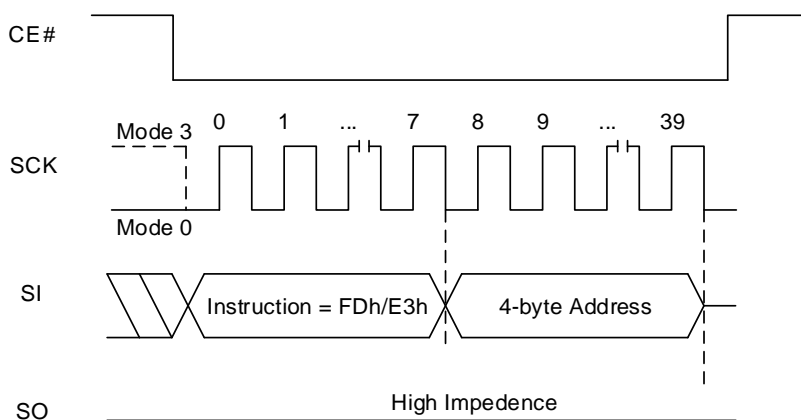 CE#
Mode 3 0 1 ... 7 8 9 ... 39
SCK
Mode 0
SI Instruction = FDh/E3h 4-byte Address
High Impedence
SO